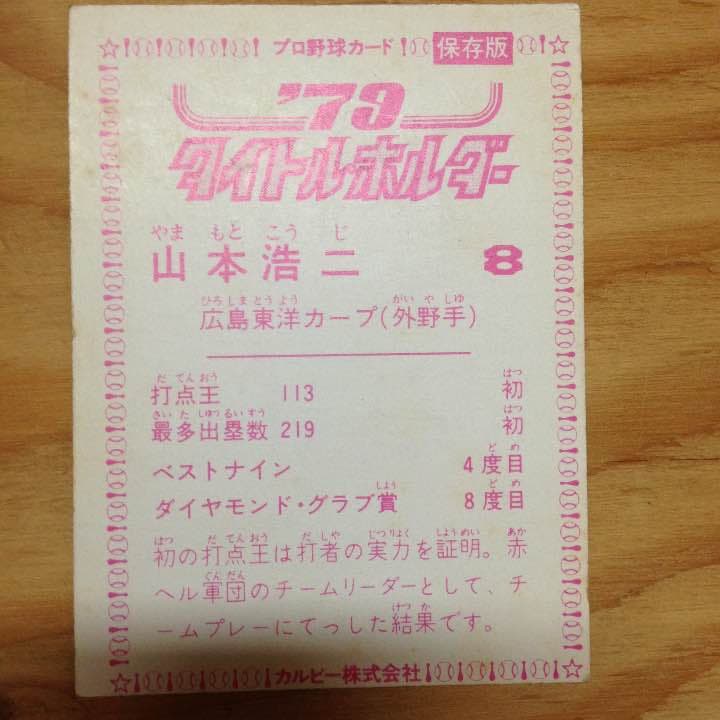 プロ野球カード 保存版
'79
タイトル・ホルダー
やま もと こう じ
山本浩二 8
ひろしまとうよう がいやしゅ
広島東洋カープ(外野手)
だてんおう はつ
打点王 113 初
さいたしゅつるいすう はつ
最多出塁数 219 初
どめ
ベストナイン 4度目
しょう どめ
ダイヤモンド・グラブ賞 8度目
はつ だてんおう だしゃ じつりょく しょうめい あか
初の打点王は打者の実力を証明。赤
ぐんだん
ヘル軍団のチームリーダーとして、チ
けつか
ームプレーにてっした結果です。
カルビー株式会社